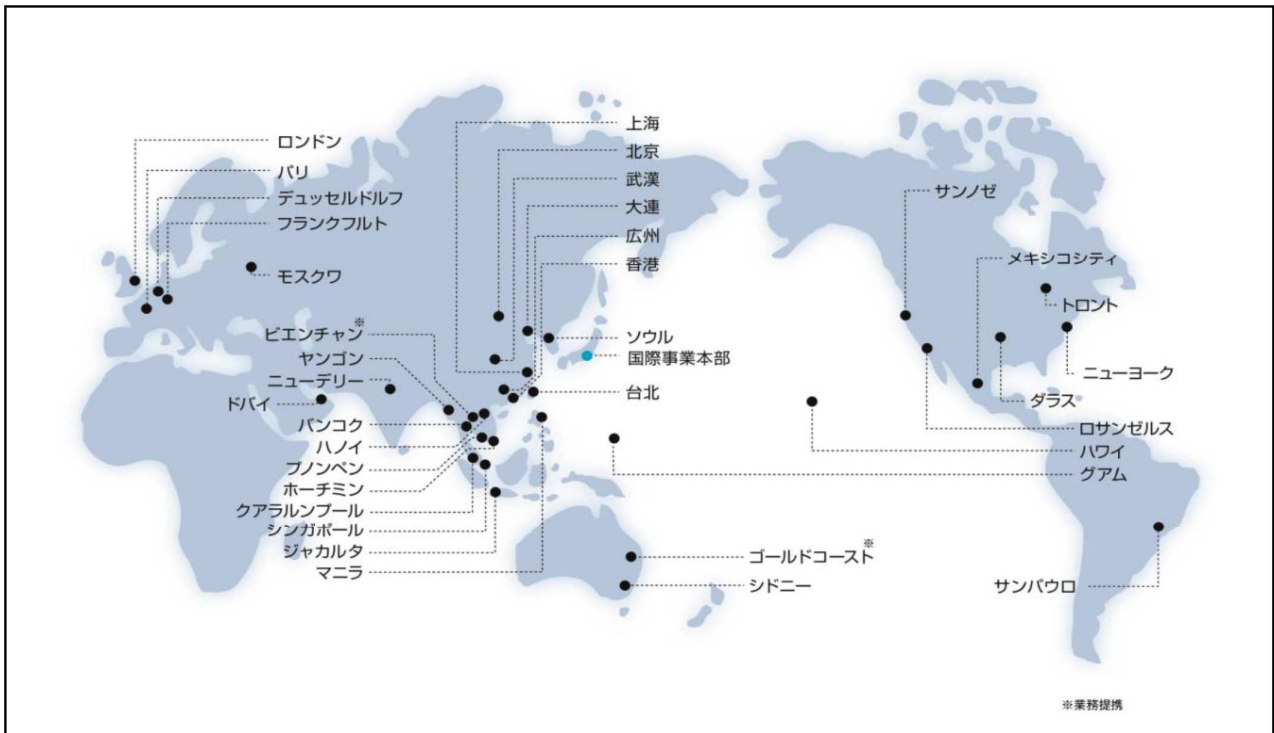 ロンドン
パリ
デュッセルドルフ
フランクフルト
モスクワ
ビエンチャン※
ヤンゴン
ニューデリー
ドバイ
バンコク
ハノイ
プノンペン
ホーチミン
クアラルンプール
シンガポール
ジャカルタ
マニラ
上海
北京
武漢
大連
広州
香港
ソウル
国際事業本部
台北
ゴールドコースト※
シドニー
サンノゼ
メキシコシティ
トロント
ニューヨーク
ダラス
ロサンゼルス
ハワイ
グアム
サンパウロ
※業務提携